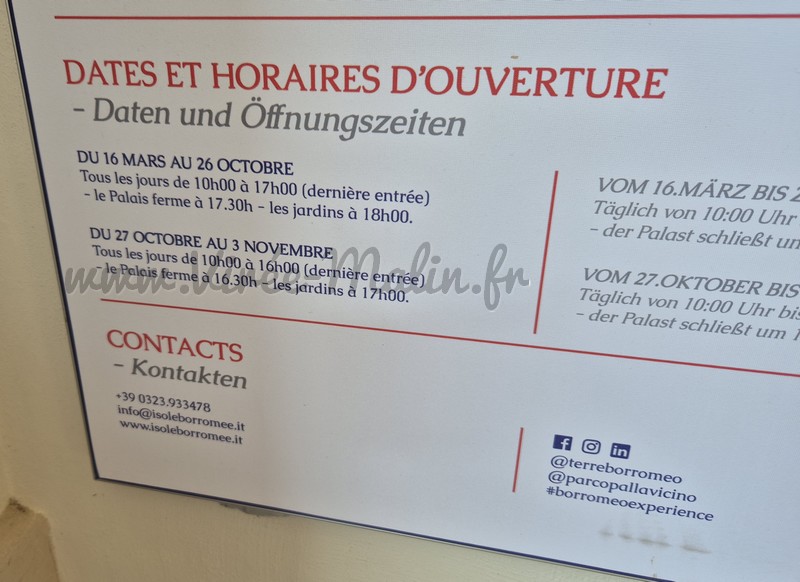 DATES ET HORAIRES D'OUVERTURE
- Daten und Öffnungszeiten
DU 16 MARS AU 26 OCTOBRE
Tous les jours de 10h00 à 17h00 (dernière entrée)
- le Palais ferme à 17.30h - les jardins à 18h00.
DU 27 OCTOBRE AU 3 NOVEMBRE
Tous les jours de 10h00 à 16h00 (dernière entrée)
- le Palais ferme à 16.30h - les jardins à 17h00.
VOM 16.MÄRZ BIS
Täglich von 10:00 Uhr
- der Palast schließt
VOM 27.OKTOBER BIS
Täglich von 10:00 Uhr bis
- der Palast schließt um
CONTACTS
- Kontakten
+39 0323.933478
info@isoleborromee.it
www.isoleborromee.it
@terreborromeo
@parcopallavicino
#borromeoexperience